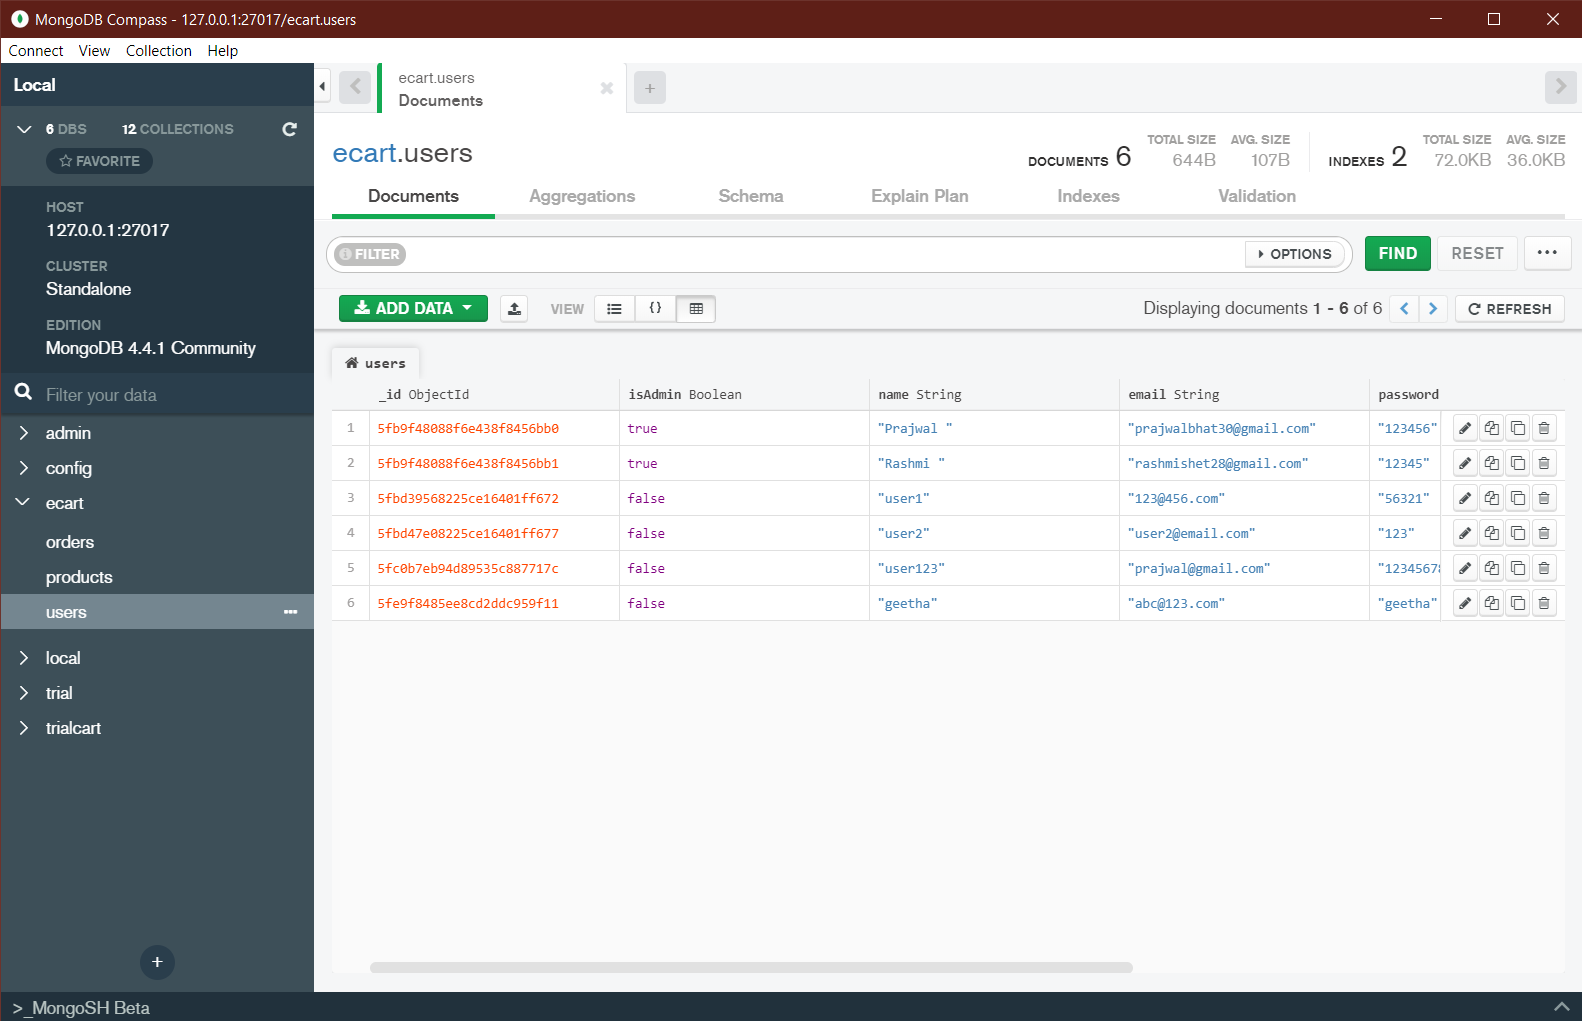 MongoDB Compass - 127.0.0.1:27017/ecart.users
Connect View Collection Help
Local
6 DBS 12 COLLECTIONS
FAVORITE
HOST
127.0.0.1:27017
CLUSTER
Standalone
EDITION
MongoDB 4.4.1 Community
Filter your data
admin
config
ecart
orders
products
users
local
trial
trialcart
+
ecart.users
Documents
+
ecart.users
DOCUMENTS 6 TOTAL SIZE 644B AVG. SIZE 107B INDEXES 2 TOTAL SIZE 72.0KB AVG. SIZE 36.0KB
Documents Aggregations Schema Explain Plan Indexes Validation
FILTER OPTIONS FIND RESET ...
ADD DATA VIEW {} Displaying documents 1 - 6 of 6 REFRESH
users
_id ObjectId isAdmin Boolean name String email String password
1 5fb9f48088f6e438f8456bb0 true "Prajwal " "prajwalbhat30@gmail.com" "123456"
2 5fb9f48088f6e438f8456bb1 true "Rashmi " "rashmishet28@gmail.com" "12345"
3 5fbd39568225ce16401ff672 false "user1" "123@456.com" "56321"
4 5fbd47e08225ce16401ff677 false "user2" "user2@email.com" "123"
5 5fc0b7eb94d89535c887717c false "user123" "prajwal@gmail.com" "12345678
6 5fe9f8485ee8cd2ddc959f11 false "geetha" "abc@123.com" "geetha"
>_MongoSH Beta